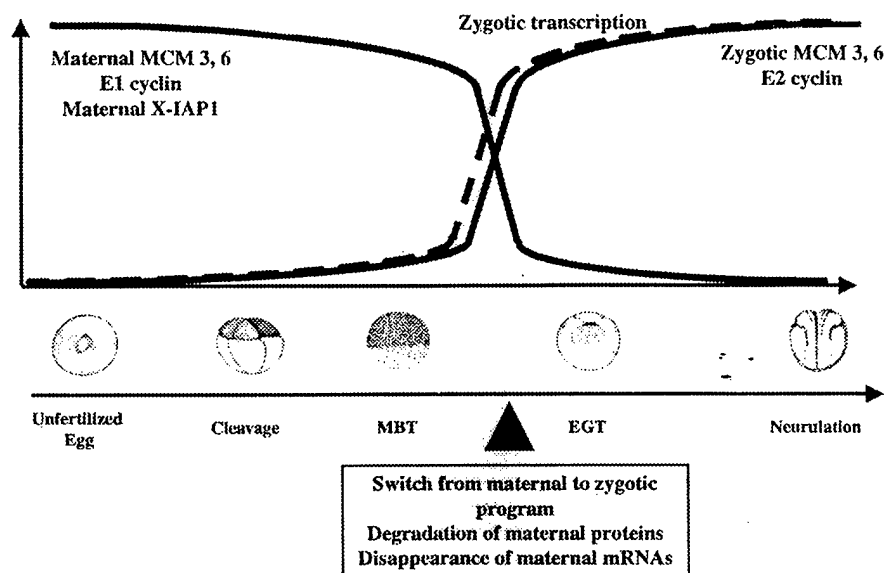 Zygotic transcription
Maternal MCM 3, 6
E1 cyclin
Maternal X-IAP1
Zygotic MCM 3, 6
E2 cyclin
Unfertilized
Egg
Cleavage
MBT
EGT
Neurulation
Switch from maternal to zygotic
program
Degradation of maternal proteins
Disappearance of maternal mRNAs